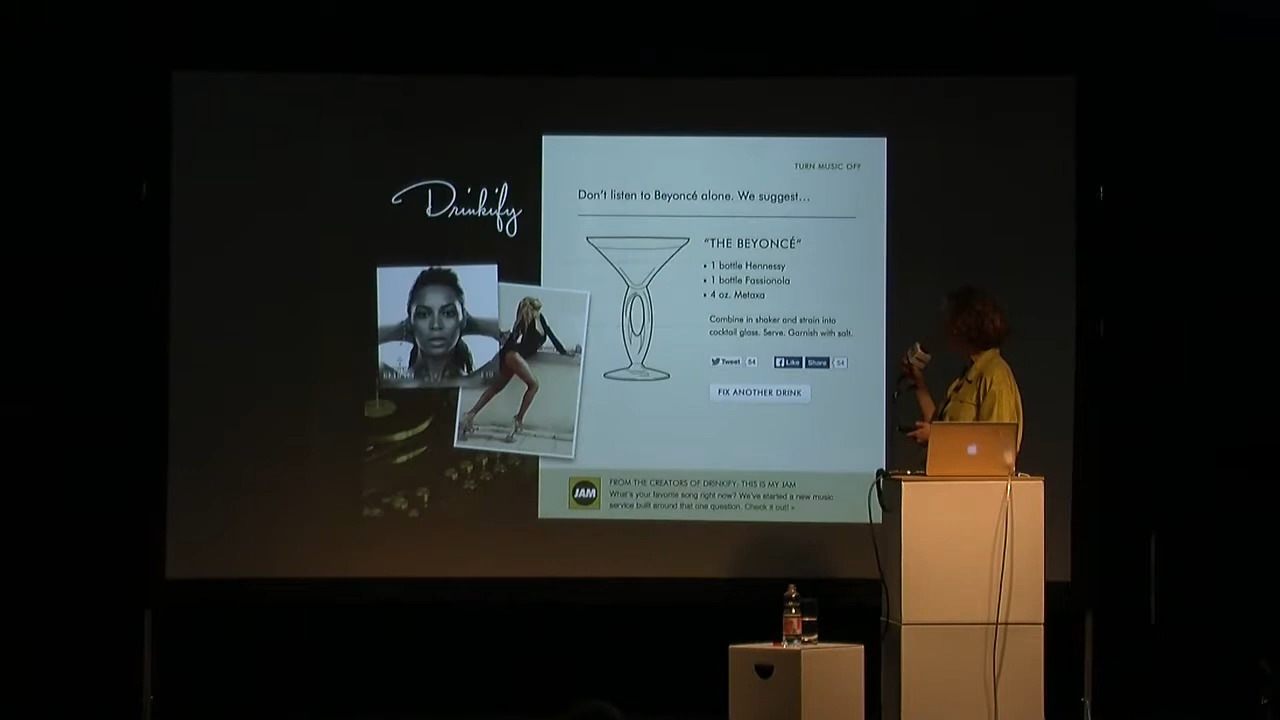 Drinkify
TURN MUSIC OFF
Don't listen to Beyoncé alone. We suggest...
"THE BEYONCÉ"
• 1 bottle Hennessy
• 1 bottle Fassionola
• 4 oz. Metaxa
Combine in shaker and strain into
cocktail glass. Serve. Garnish with salt.
Tweet 54
Like Share 54
FIX ANOTHER DRINK
JAM
FROM THE CREATORS OF DRINKIFY: THIS IS MY JAM
What's your favorite song right now? We've started a new music
service built around that one question. Check it out! »